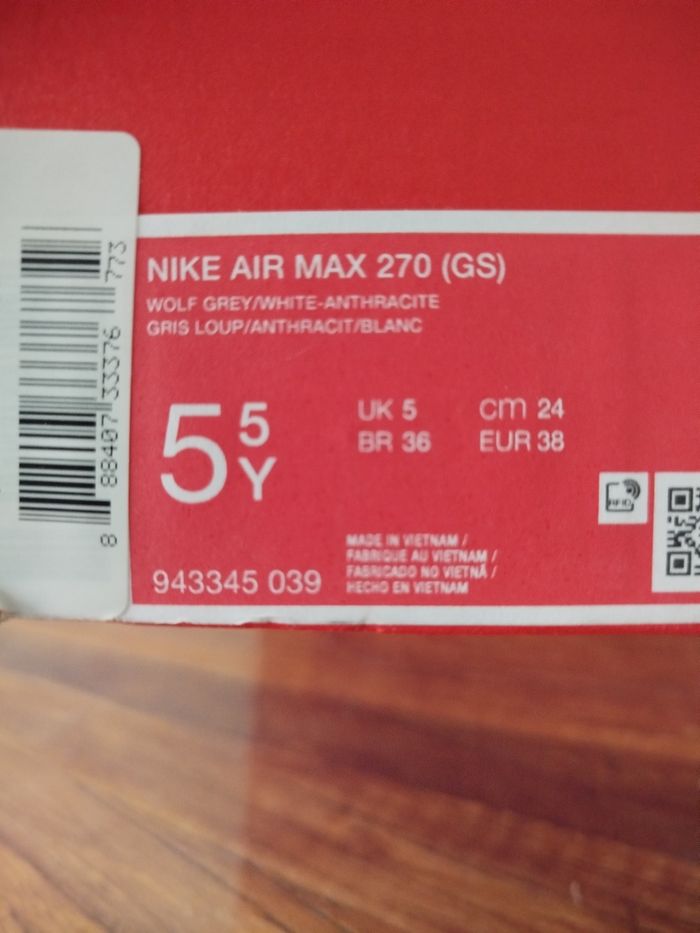 NIKE AIR MAX 270 (GS)
WOLF GREY/WHITE-ANTHRACITE
GRIS LOUP/ANTHRACIT/BLANC
5 5 Y
UK 5 cm 24
BR 36 EUR 38
943345 039
MADE IN VIETNAM /
FABRIQUE AU VIETNAM /
FABRICADO NO VIETNÃ /
HECHO EN VIETNAM
RFID
8 88407 33376 773